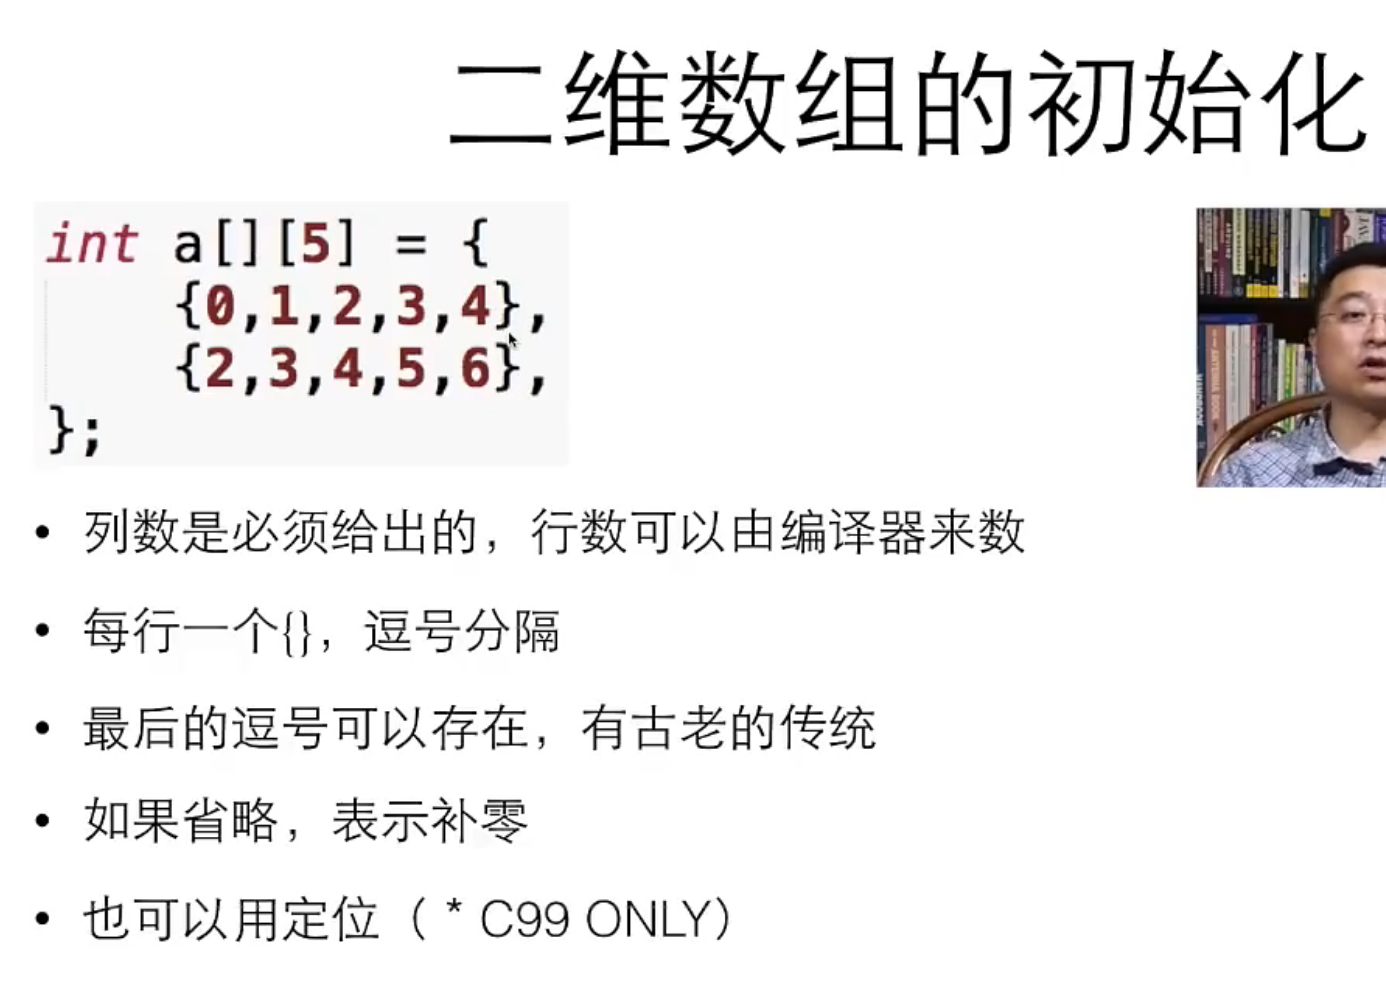 二维数组的初始化
int a[][5] = {
{0,1,2,3,4},
{2,3,4,5,6},
};
• 列数是必须给出的，行数可以由编译器来数
• 每行一个{}，逗号分隔
• 最后的逗号可以存在，有古老的传统
• 如果省略，表示补零
• 也可以用定位（ * C99 ONLY）